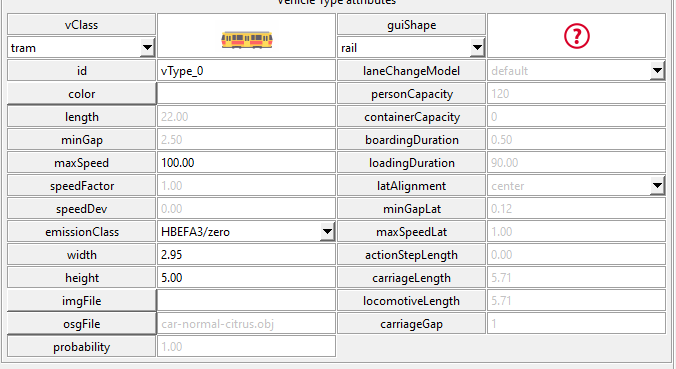 Vehicle Type attributes
vClass guiShape
tram rail
id vType_0 laneChangeModel default
color personCapacity 120
length 22.00 containerCapacity 0
minGap 2.50 boardingDuration 0.50
maxSpeed 100.00 loadingDuration 90.00
speedFactor 1.00 latAlignment center
speedDev 0.00 minGapLat 0.12
emissionClass HBEFA3/zero maxSpeedLat 1.00
width 2.95 actionStepLength 0.00
height 5.00 carriageLength 5.71
imgFile locomotiveLength 5.71
osgFile car-normal-citrus.obj carriageGap 1
probability 1.00